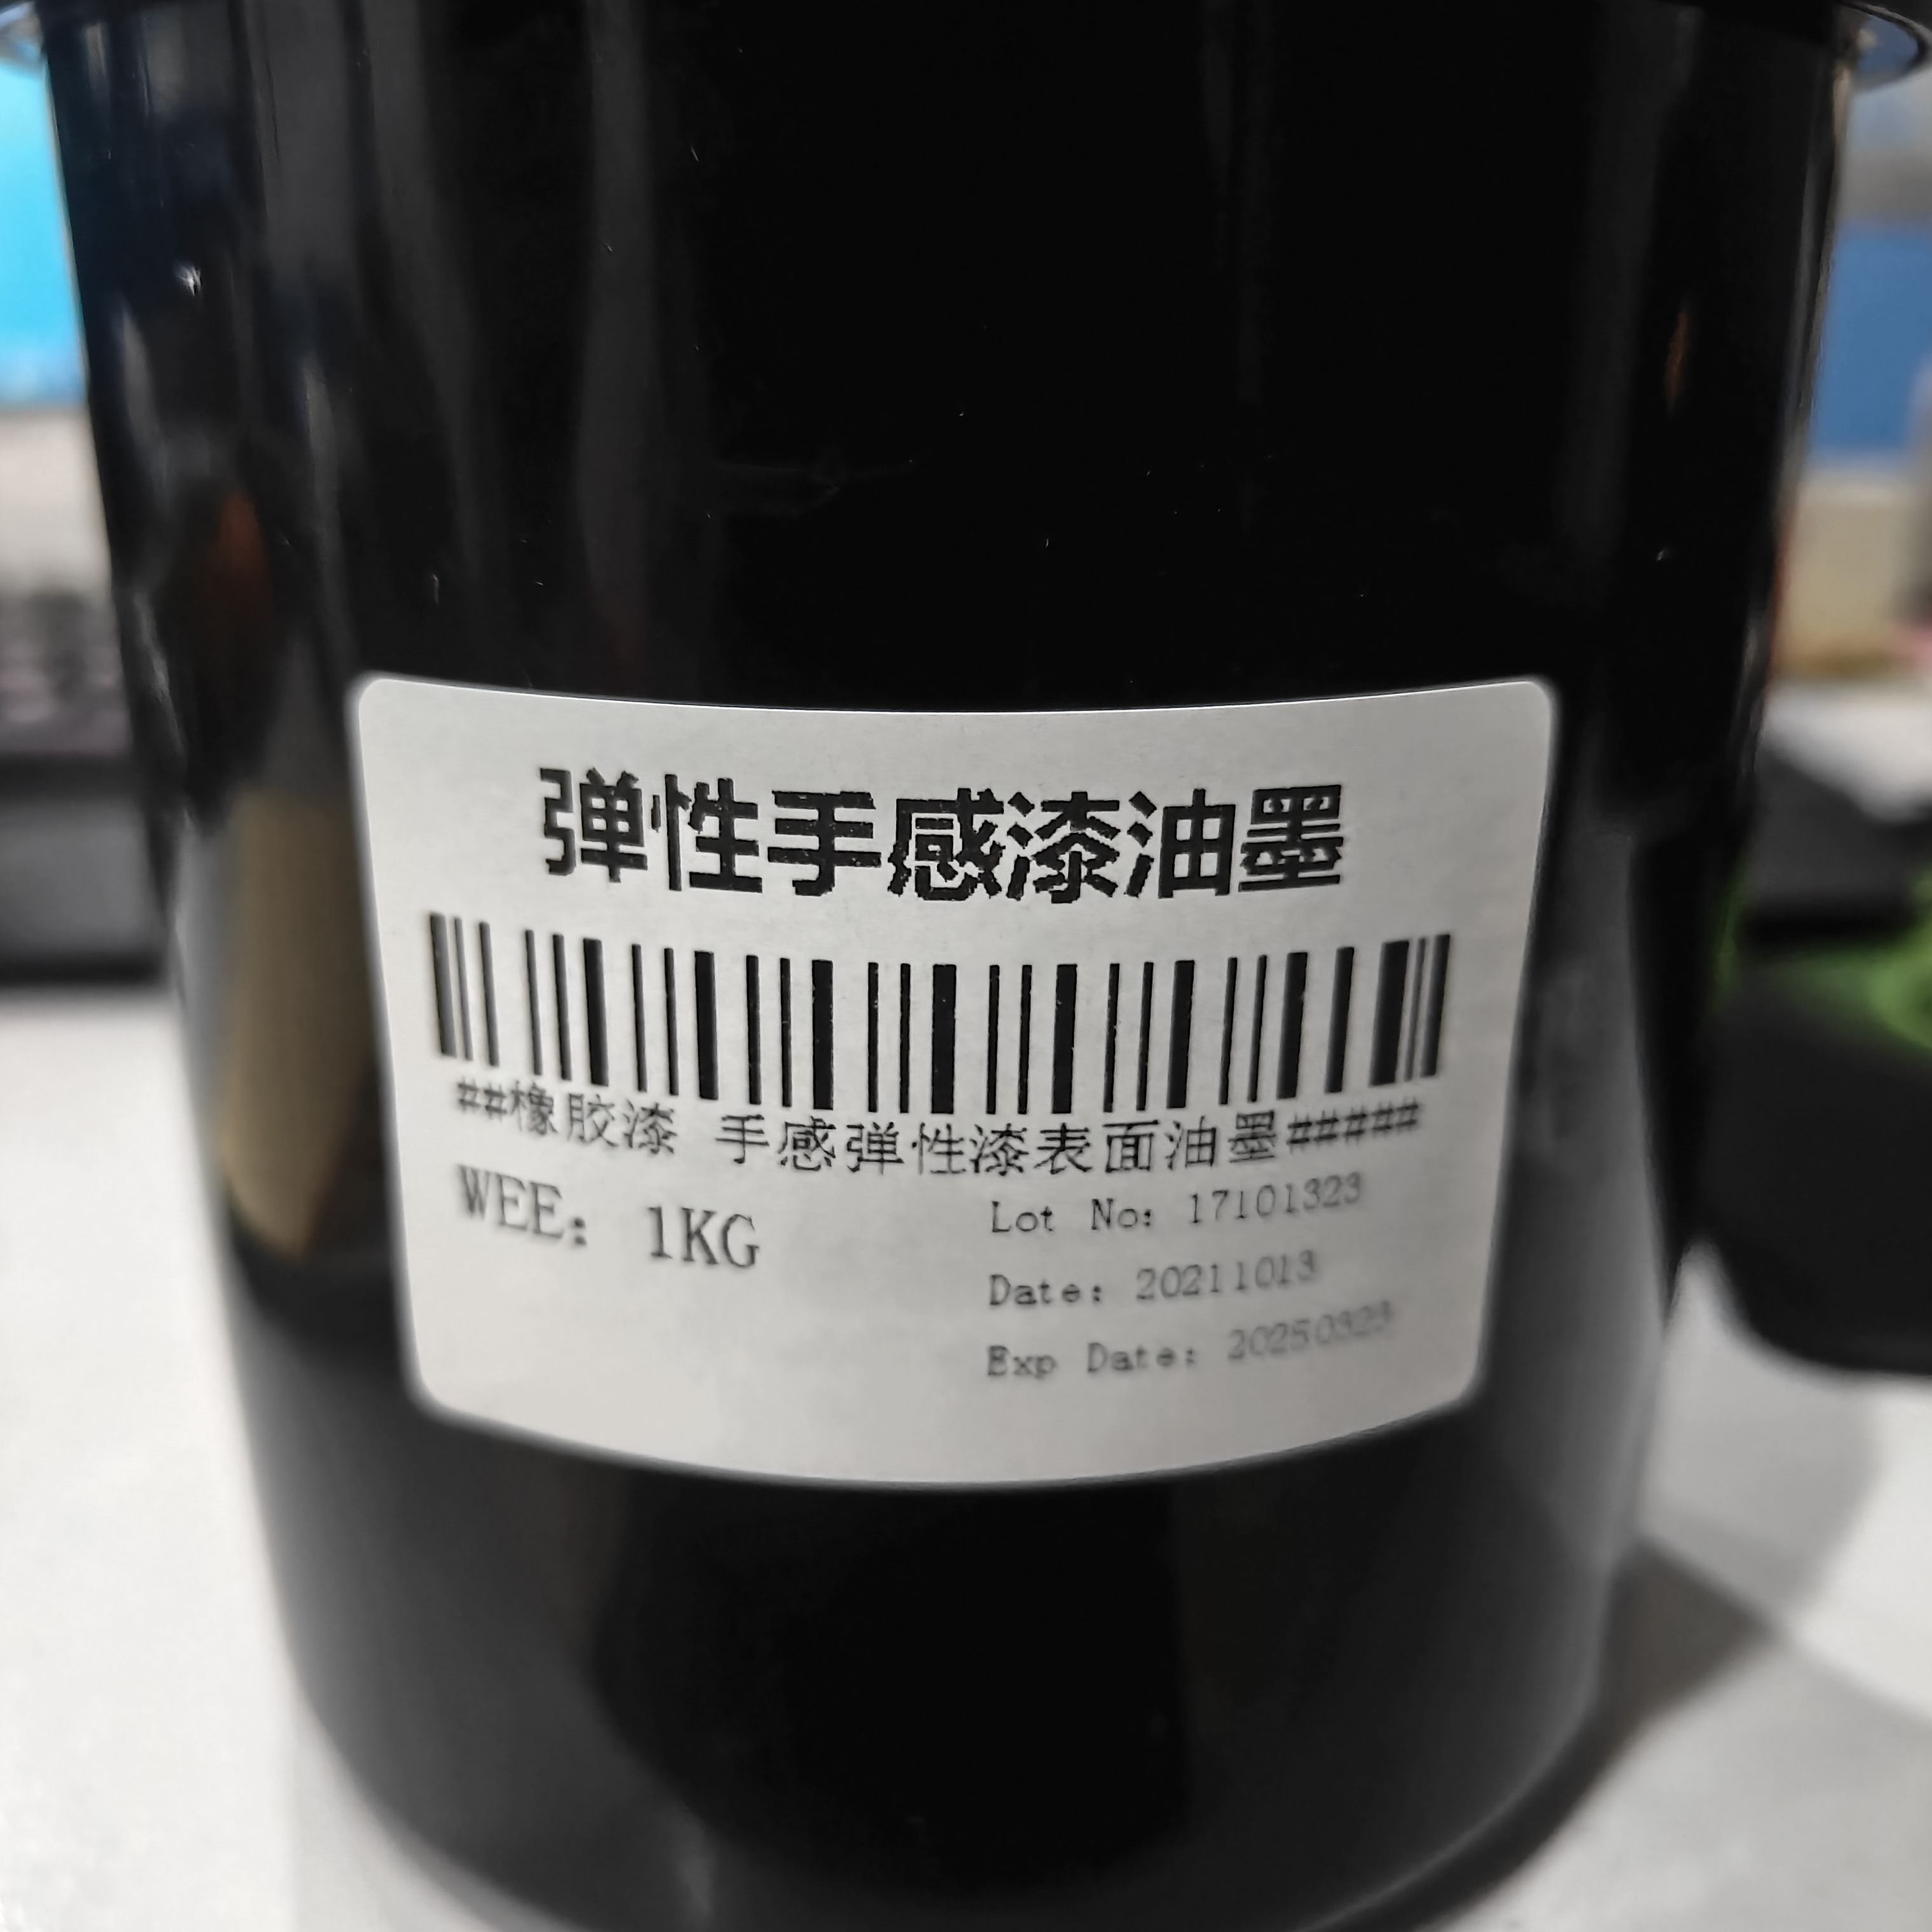 弹性手感漆油墨
##橡胶漆 手感弹性漆表面油墨#####
WEE: 1KG
Lot No: 17101323
Date: 20211013
Exp Date: 20250323